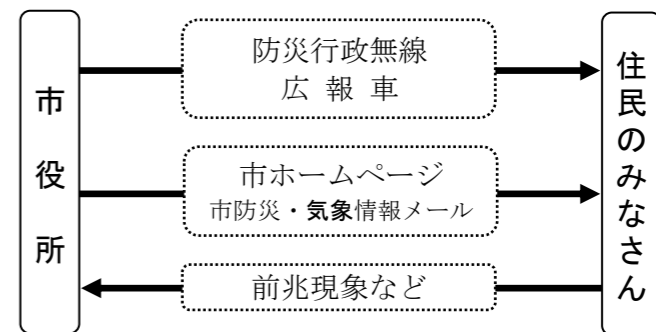 市役所
防災行政無線
広報車
市ホームページ
市防災・気象情報メール
前兆現象など
住民のみなさん